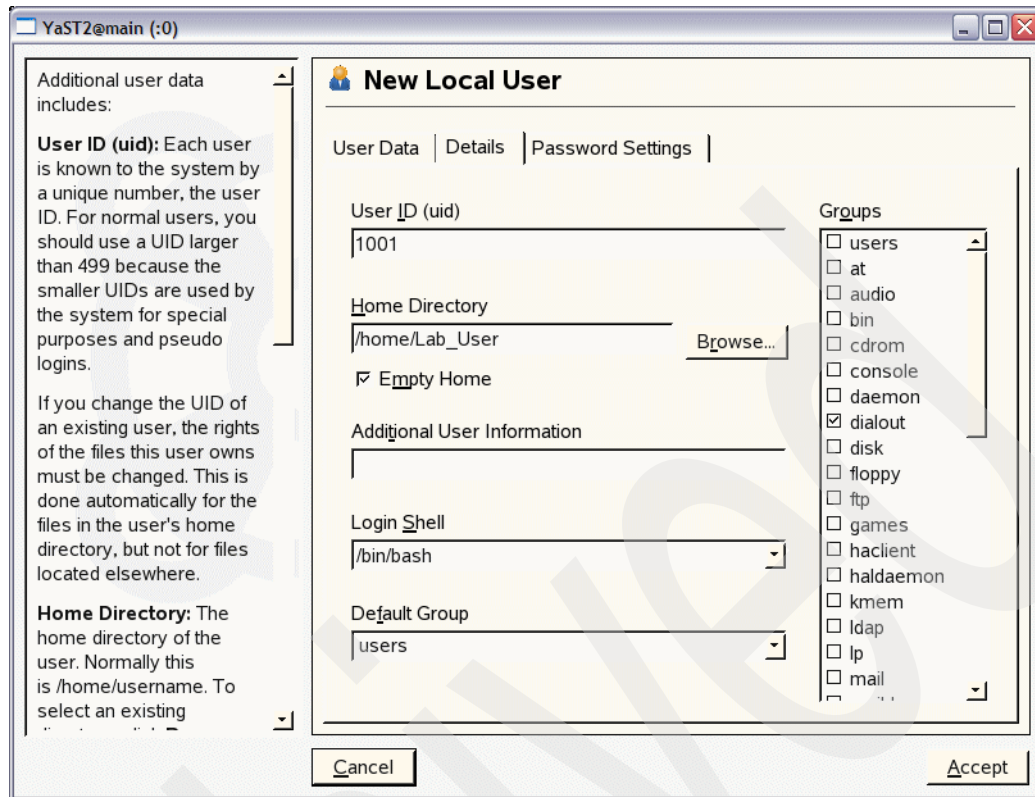 YaST2@main (:0)
Additional user data
includes:
User ID (uid): Each user
is known to the system by
a unique number, the user
ID. For normal users, you
should use a UID larger
than 499 because the
smaller UIDs are used by
the system for special
purposes and pseudo
logins.
If you change the UID of
an existing user, the rights
of the files this user owns
must be changed. This is
done automatically for the
files in the user's home
directory, but not for files
located elsewhere.
Home Directory: The
home directory of the
user. Normally this
is /home/username. To
select an existing
New Local User
User Data
Details
Password Settings
User ID (uid)
1001
Home Directory
/home/Lab_User
Browse...
Empty Home
Additional User Information
Login Shell
/bin/bash
Default Group
users
Groups
users
at
audio
bin
cdrom
console
daemon
dialout
disk
floppy
ftp
games
haclient
haldaemon
kmem
ldap
lp
mail
Cancel
Accept